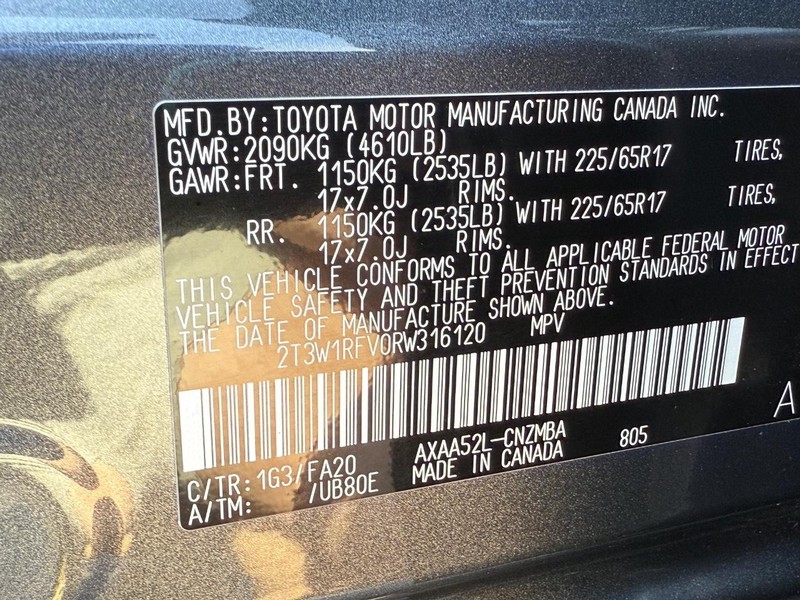 MFD.BY:TOYOTA MOTOR MANUFACTURING CANADA INC.
GVWR:2090KG (4610LB)
GAWR:FRT. 1150KG (2535LB) WITH 225/65R17 TIRES,
17x7.0J RIMS.
RR. 1150KG (2535LB) WITH 225/65R17 TIRES,
17x7.0J RIMS.
THIS VEHICLE CONFORMS TO ALL APPLICABLE FEDERAL MOTOR
VEHICLE SAFETY AND THEFT PREVENTION STANDARDS IN EFFECT
THE DATE OF MANUFACTURE SHOWN ABOVE.
2T3W1RFV0RW316120 MPV
C/TR: 1G3/FA20 AXAA52L-CNZMBA 805
A/TM: /UB80E MADE IN CANADA
A